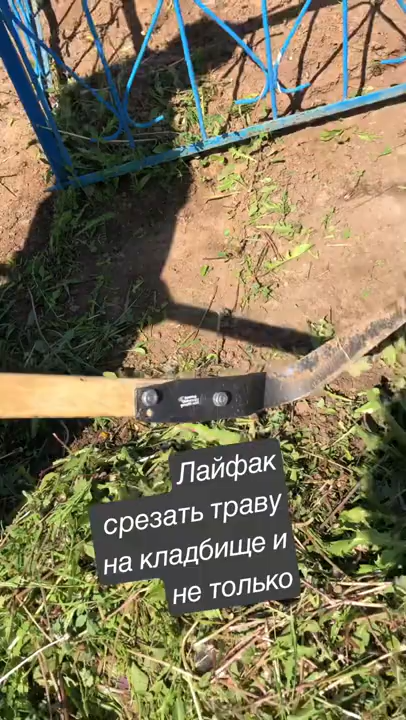 Лайфак
срезать траву
на кладбище и
не только